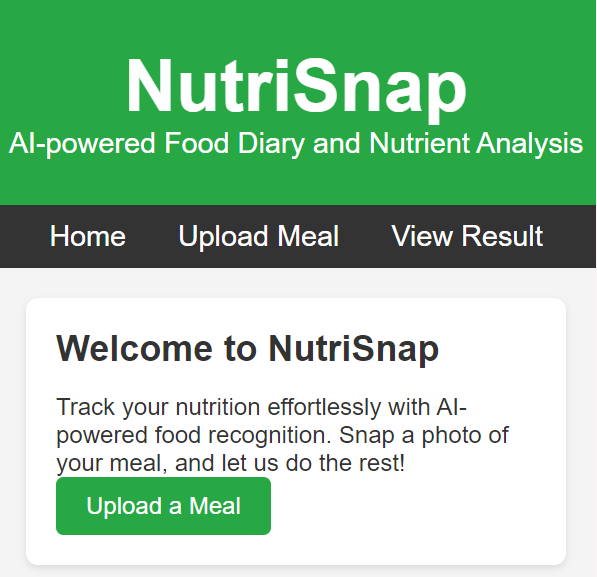 NutriSnap
AI-powered Food Diary and Nutrient Analysis
Home Upload Meal View Result
Welcome to NutriSnap
Track your nutrition effortlessly with AI-
powered food recognition. Snap a photo of
your meal, and let us do the rest!
Upload a Meal